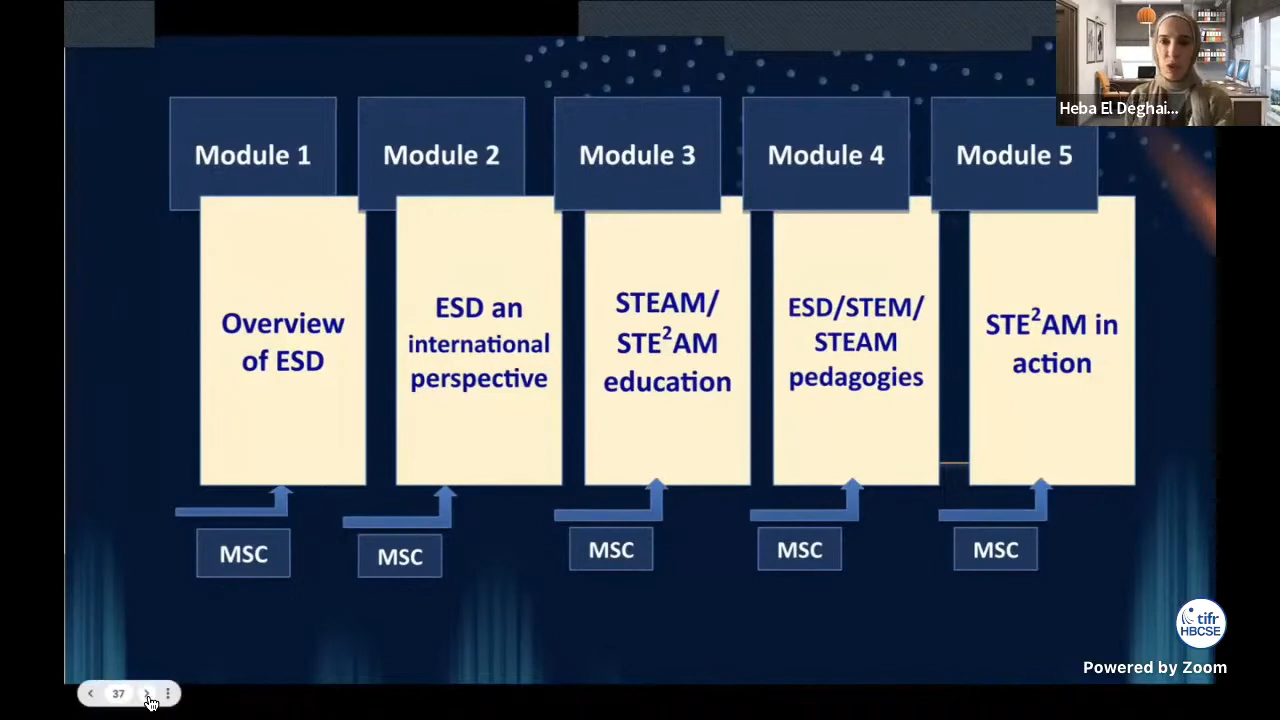 Heba El Deghai...
Module 1
Module 2
Module 3
Module 4
Module 5
Overview
of ESD
ESD an
international
perspective
STEAM/
STE²AM
education
ESD/STEM/
STEAM
pedagogies
STE²AM in
action
MSC
MSC
MSC
MSC
MSC
tifr
HBCSE
Powered by Zoom
37